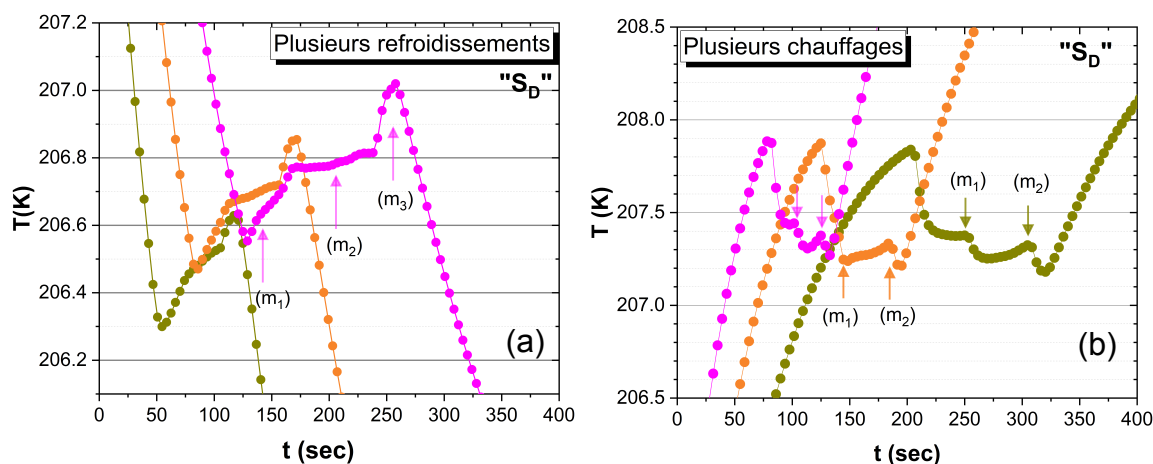 Plusieurs refroidissements
"S_D"
207.2
207.0
206.8
206.6
206.4
206.2
T(K)
(m₁)
(m₂)
(m₃)
(a)
0 50 100 150 200 250 300 350 400
t (sec)
Plusieurs chauffages
"S_D"
208.5
208.0
207.5
207.0
206.5
T (K)
(m₁)
(m₂)
(m₁)
(m₂)
(b)
0 50 100 150 200 250 300 350 400
t (sec)